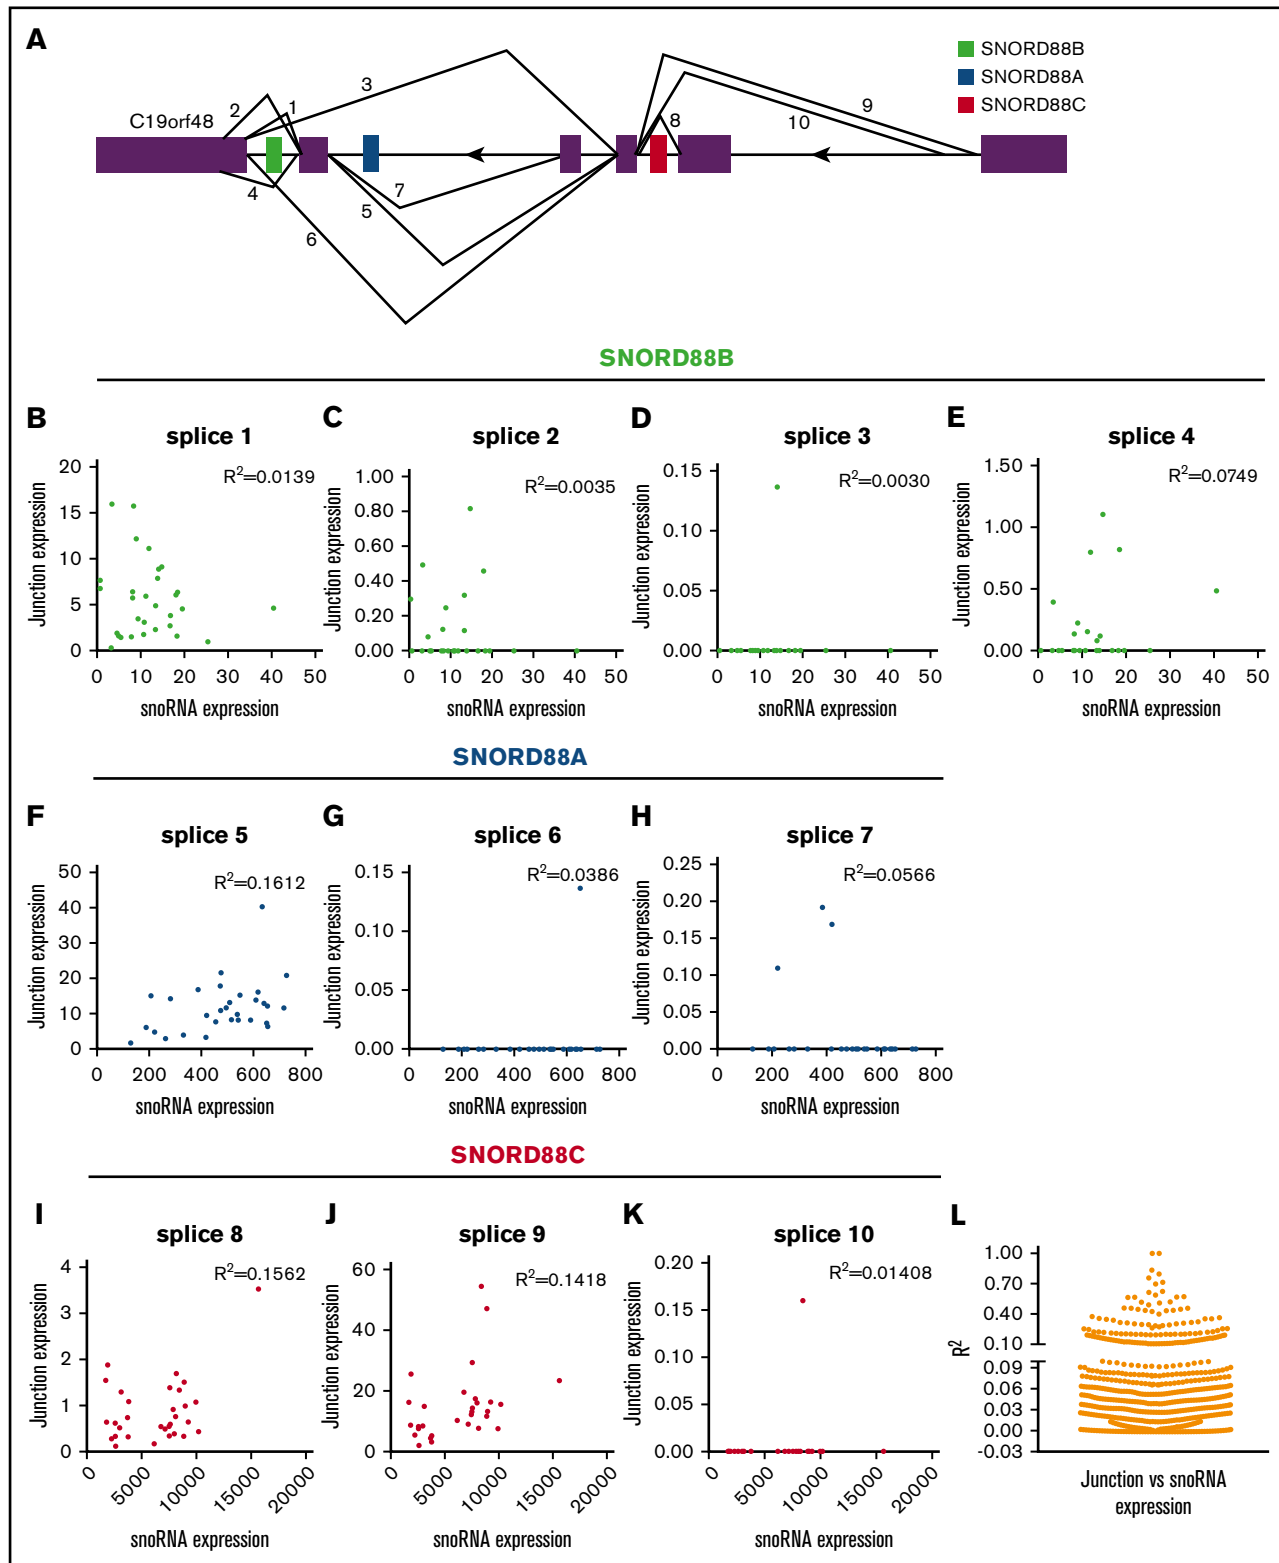 A
SNORD88B
SNORD88A
SNORD88C
C19orf48
2
1
3
4
6
7
5
8
9
10
SNORD88B
B
splice 1
R2=0.0139
Junction expression
20
15
10
5
0
0 10 20 30 40 50
snoRNA expression
C
splice 2
R2=0.0035
Junction expression
1.00
0.80
0.60
0.40
0.20
0.00
0 10 20 30 40 50
snoRNA expression
D
splice 3
R2=0.0030
Junction expression
0.15
0.10
0.05
0.00
0 10 20 30 40 50
snoRNA expression
E
splice 4
R2=0.0749
Junction expression
1.50
1.00
0.50
0.00
0 10 20 30 40 50
snoRNA expression
SNORD88A
F
splice 5
R2=0.1612
Junction expression
50
40
30
20
10
0
0 200 400 600 800
snoRNA expression
G
splice 6
R2=0.0386
Junction expression
0.15
0.10
0.05
0.00
0 200 400 600 800
snoRNA expression
H
splice 7
R2=0.0566
Junction expression
0.25
0.20
0.15
0.10
0.05
0.00
0 200 400 600 800
snoRNA expression
SNORD88C
I
splice 8
R2=0.1562
Junction expression
4
3
2
1
0
0 5000 10000 15000 20000
snoRNA expression
J
splice 9
R2=0.1418
Junction expression
60
40
20
0
0 5000 10000 15000 20000
snoRNA expression
K
splice 10
R2=0.01408
Junction expression
0.20
0.15
0.10
0.05
0.00
0 5000 10000 15000 20000
snoRNA expression
L
R2
1.00
0.70
0.40
0.10
0.09
0.06
0.03
0.00
-0.03
Junction vs snoRNA
expression